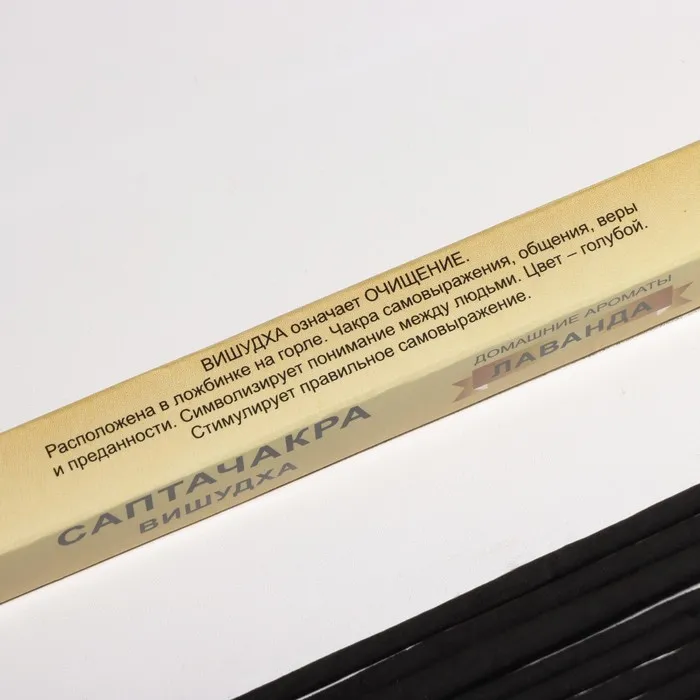 ВИШУДХА означает ОЧИЩЕНИЕ.
Расположена в ложбинке на горле. Чакра самовыражения, общения, веры
и преданности. Символизирует понимание между людьми. Цвет – голубой.
Стимулирует правильное самовыражение.
САПТАЧАКРА
ВИШУДХА
ДОМАШНИЕ АРОМАТЫ
ЛАВАНДА